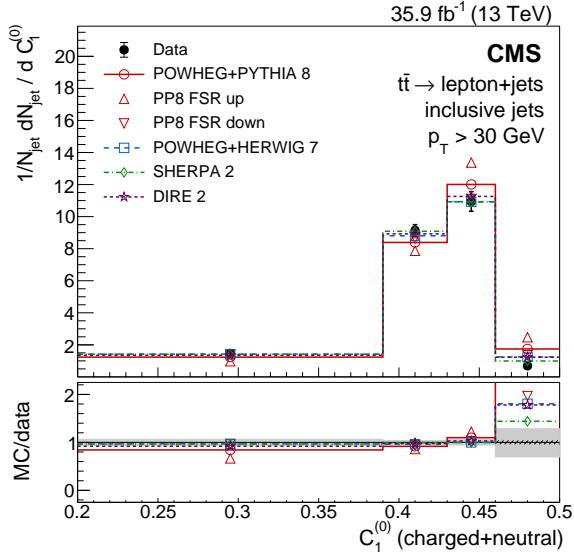 35.9 fb⁻¹ (13 TeV)
1/N_jet dN_jet / d C₁⁽⁰⁾
20
18
16
14
12
10
8
6
4
2
Data
POWHEG+PYTHIA 8
PP8 FSR up
PP8 FSR down
POWHEG+HERWIG 7
SHERPA 2
DIRE 2
CMS
tt̄ → lepton+jets
inclusive jets
p_T > 30 GeV
MC/data
2
1
0
0.2 0.25 0.3 0.35 0.4 0.45 0.5
C₁⁽⁰⁾ (charged+neutral)